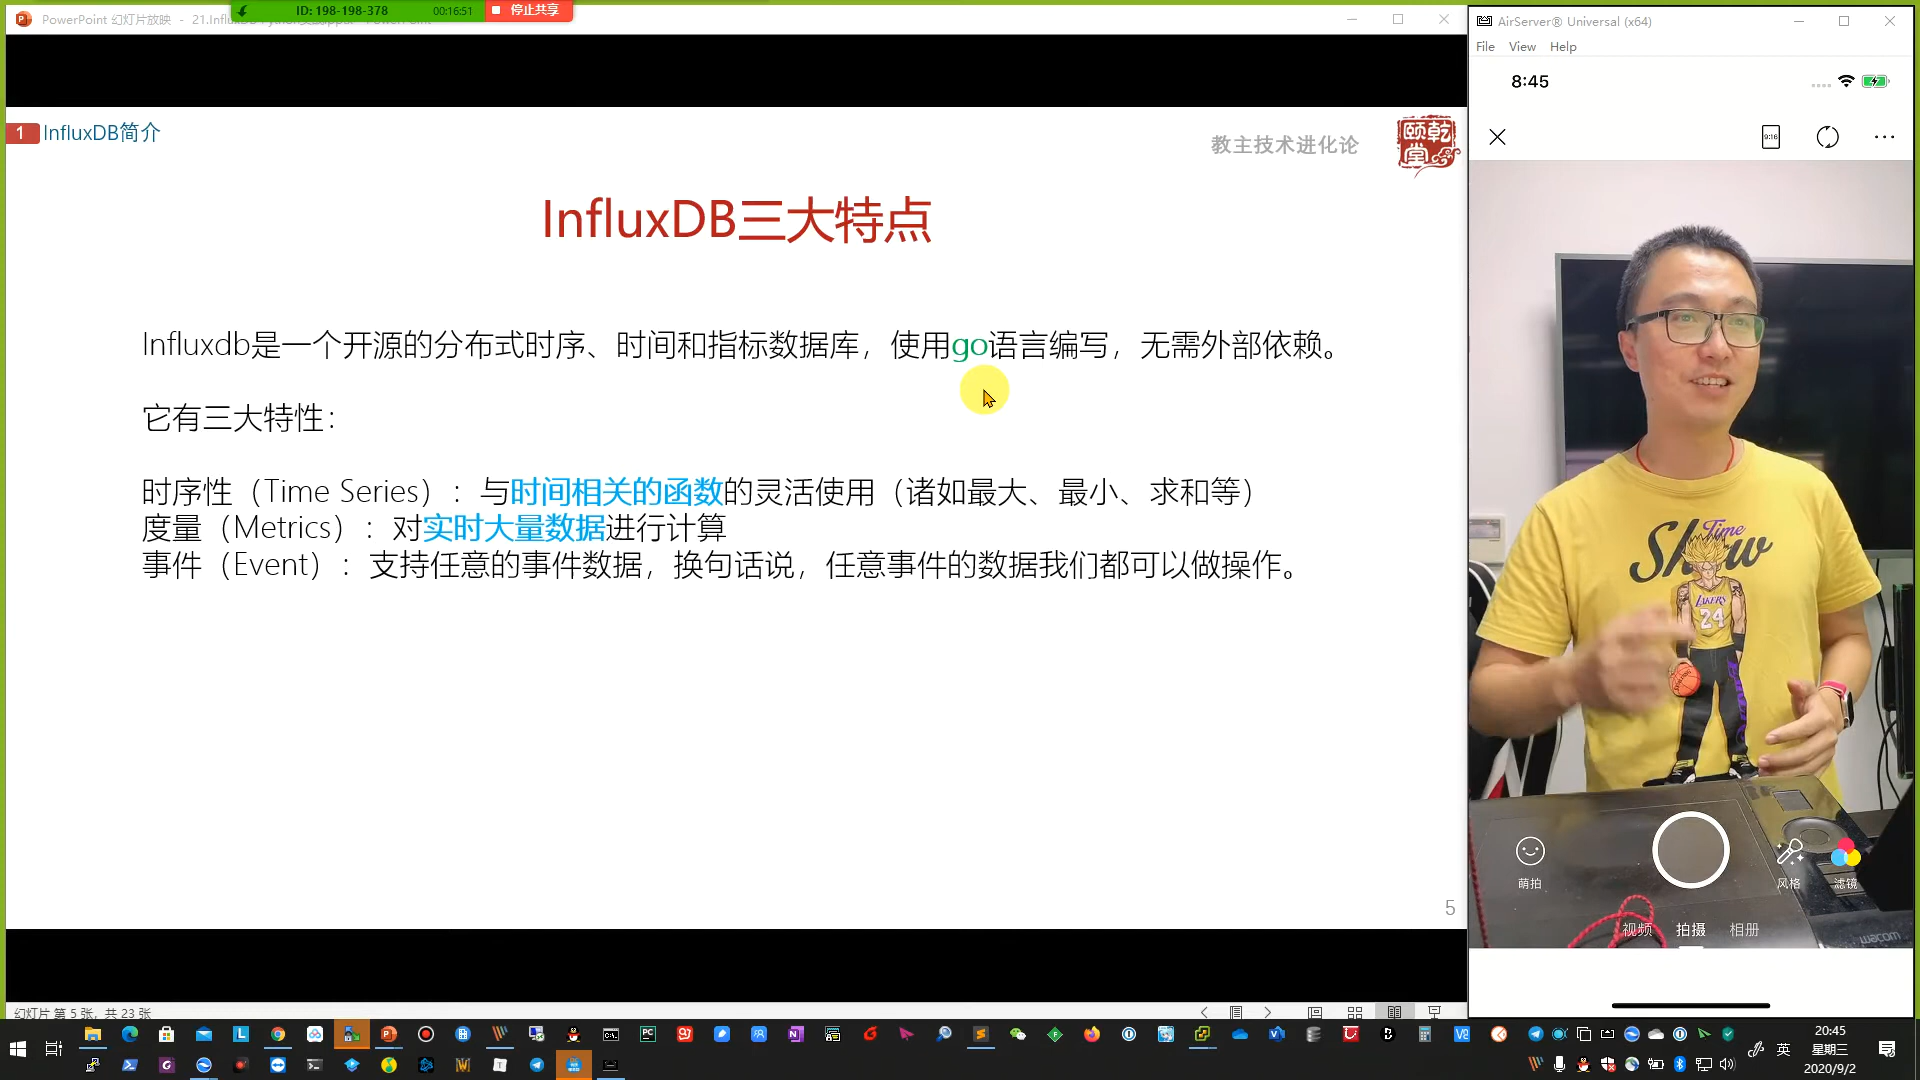 PowerPoint 幻灯片放映 -
ID: 198-198-378
00:16:51
停止共享
AirServer® Universal (x64)
File View Help
8:45
9:16
1 InfluxDB简介
教主技术进化论
乾颐堂
InfluxDB三大特点
Influxdb是一个开源的分布式时序、时间和指标数据库，使用go语言编写，无需外部依赖。
它有三大特性：
时序性（Time Series）：与时间相关的函数的灵活使用（诸如最大、最小、求和等）
度量（Metrics）：对实时大量数据进行计算
事件（Event）：支持任意的事件数据，换句话说，任意事件的数据我们都可以做操作。
5
Time
Show
LAKERS
24
萌拍
风格
滤镜
视频 拍摄 相册
wacom
幻灯片 第 5 张，共 23 张
英
20:45
星期三
2020/9/2